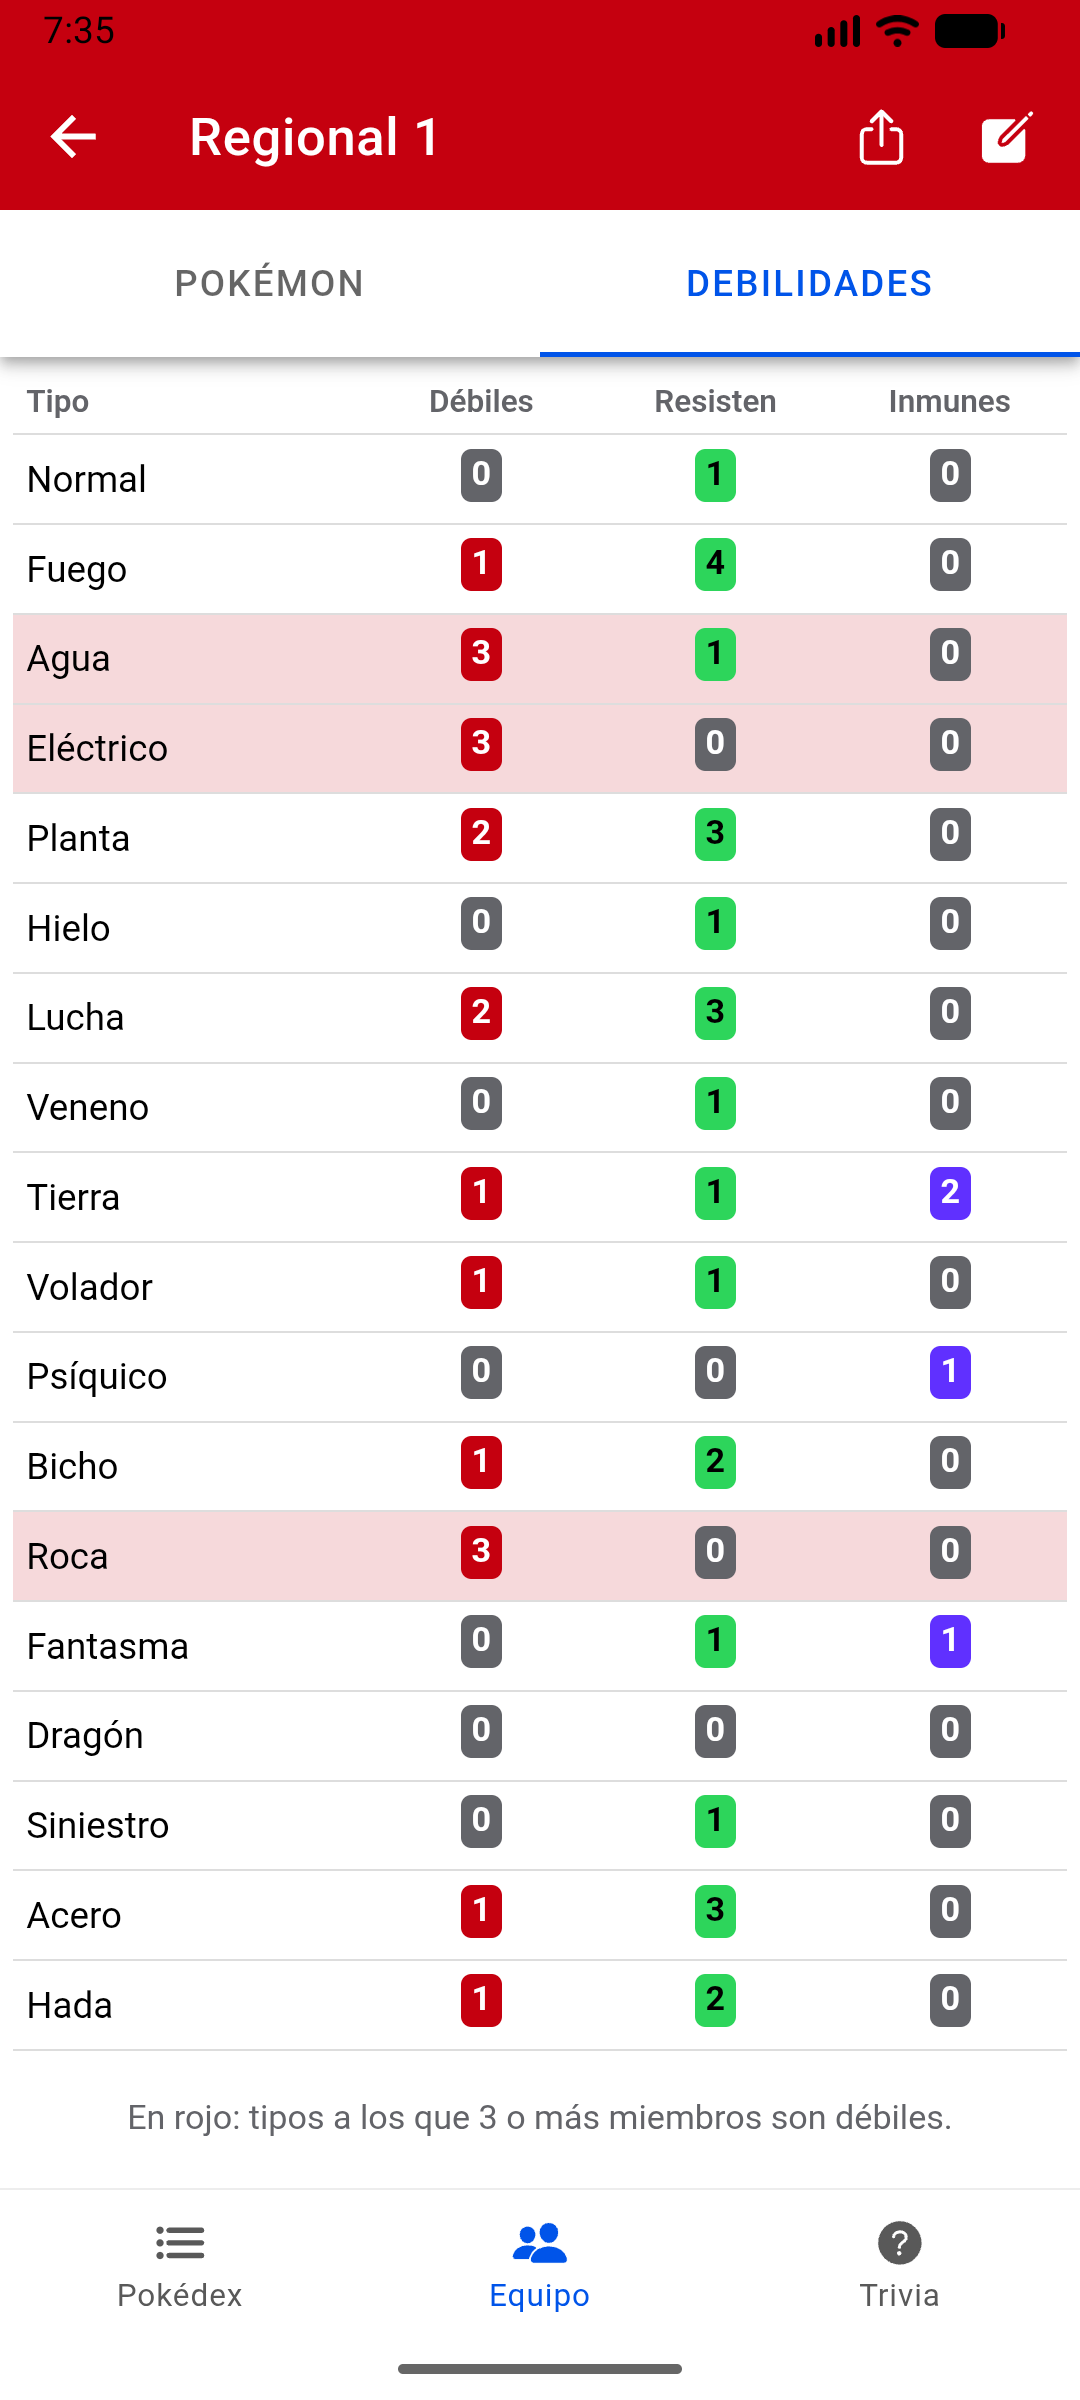 7:35
Regional 1
POKÉMON DEBILIDADES
Tipo Débiles Resisten Inmunes
Normal 0 1 0
Fuego 1 4 0
Agua 3 1 0
Eléctrico 3 0 0
Planta 2 3 0
Hielo 0 1 0
Lucha 2 3 0
Veneno 0 1 0
Tierra 1 1 2
Volador 1 1 0
Psíquico 0 0 1
Bicho 1 2 0
Roca 3 0 0
Fantasma 0 1 1
Dragón 0 0 0
Siniestro 0 1 0
Acero 1 3 0
Hada 1 2 0
En rojo: tipos a los que 3 o más miembros son débiles.
Pokédex Equipo Trivia